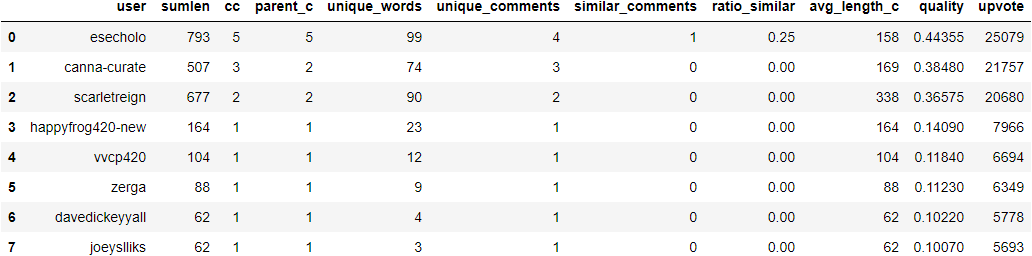 user sumlen cc parent_c unique_words unique_comments similar_comments ratio_similar avg_length_c quality upvote
0 esecholo 793 5 5 99 4 1 0.25 158 0.44355 25079
1 canna-curate 507 3 2 74 3 0 0.00 169 0.38480 21757
2 scarletreign 677 2 2 90 2 0 0.00 338 0.36575 20680
3 happyfrog420-new 164 1 1 23 1 0 0.00 164 0.14090 7966
4 vvcp420 104 1 1 12 1 0 0.00 104 0.11840 6694
5 zerga 88 1 1 9 1 0 0.00 88 0.11230 6349
6 davedickeyyall 62 1 1 4 1 0 0.00 62 0.10220 5778
7 joeyslliks 62 1 1 3 1 0 0.00 62 0.10070 5693